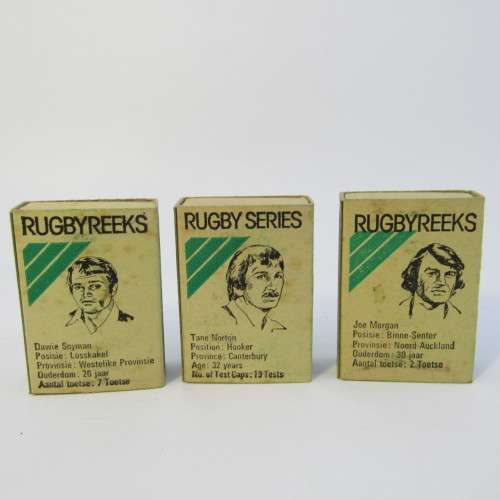 RUGBYREEKS
Dawie Snyman
Posisie: Losskakel
Provinsie: Westelike Provinsie
Ouderdom: 26 jaar
Aantal toetse: 7 Toetse
RUGBY SERIES
Tane Norton
Position: Hooker
Province: Canterbury
Age: 32 years
No. of Test Caps: 19 Tests
RUGBYREEKS
Joe Morgan
Posisie: Binne-Senter
Provinsie: Noord-Auckland
Ouderdom: 30 jaar
Aantal toetse: 2 Toetse